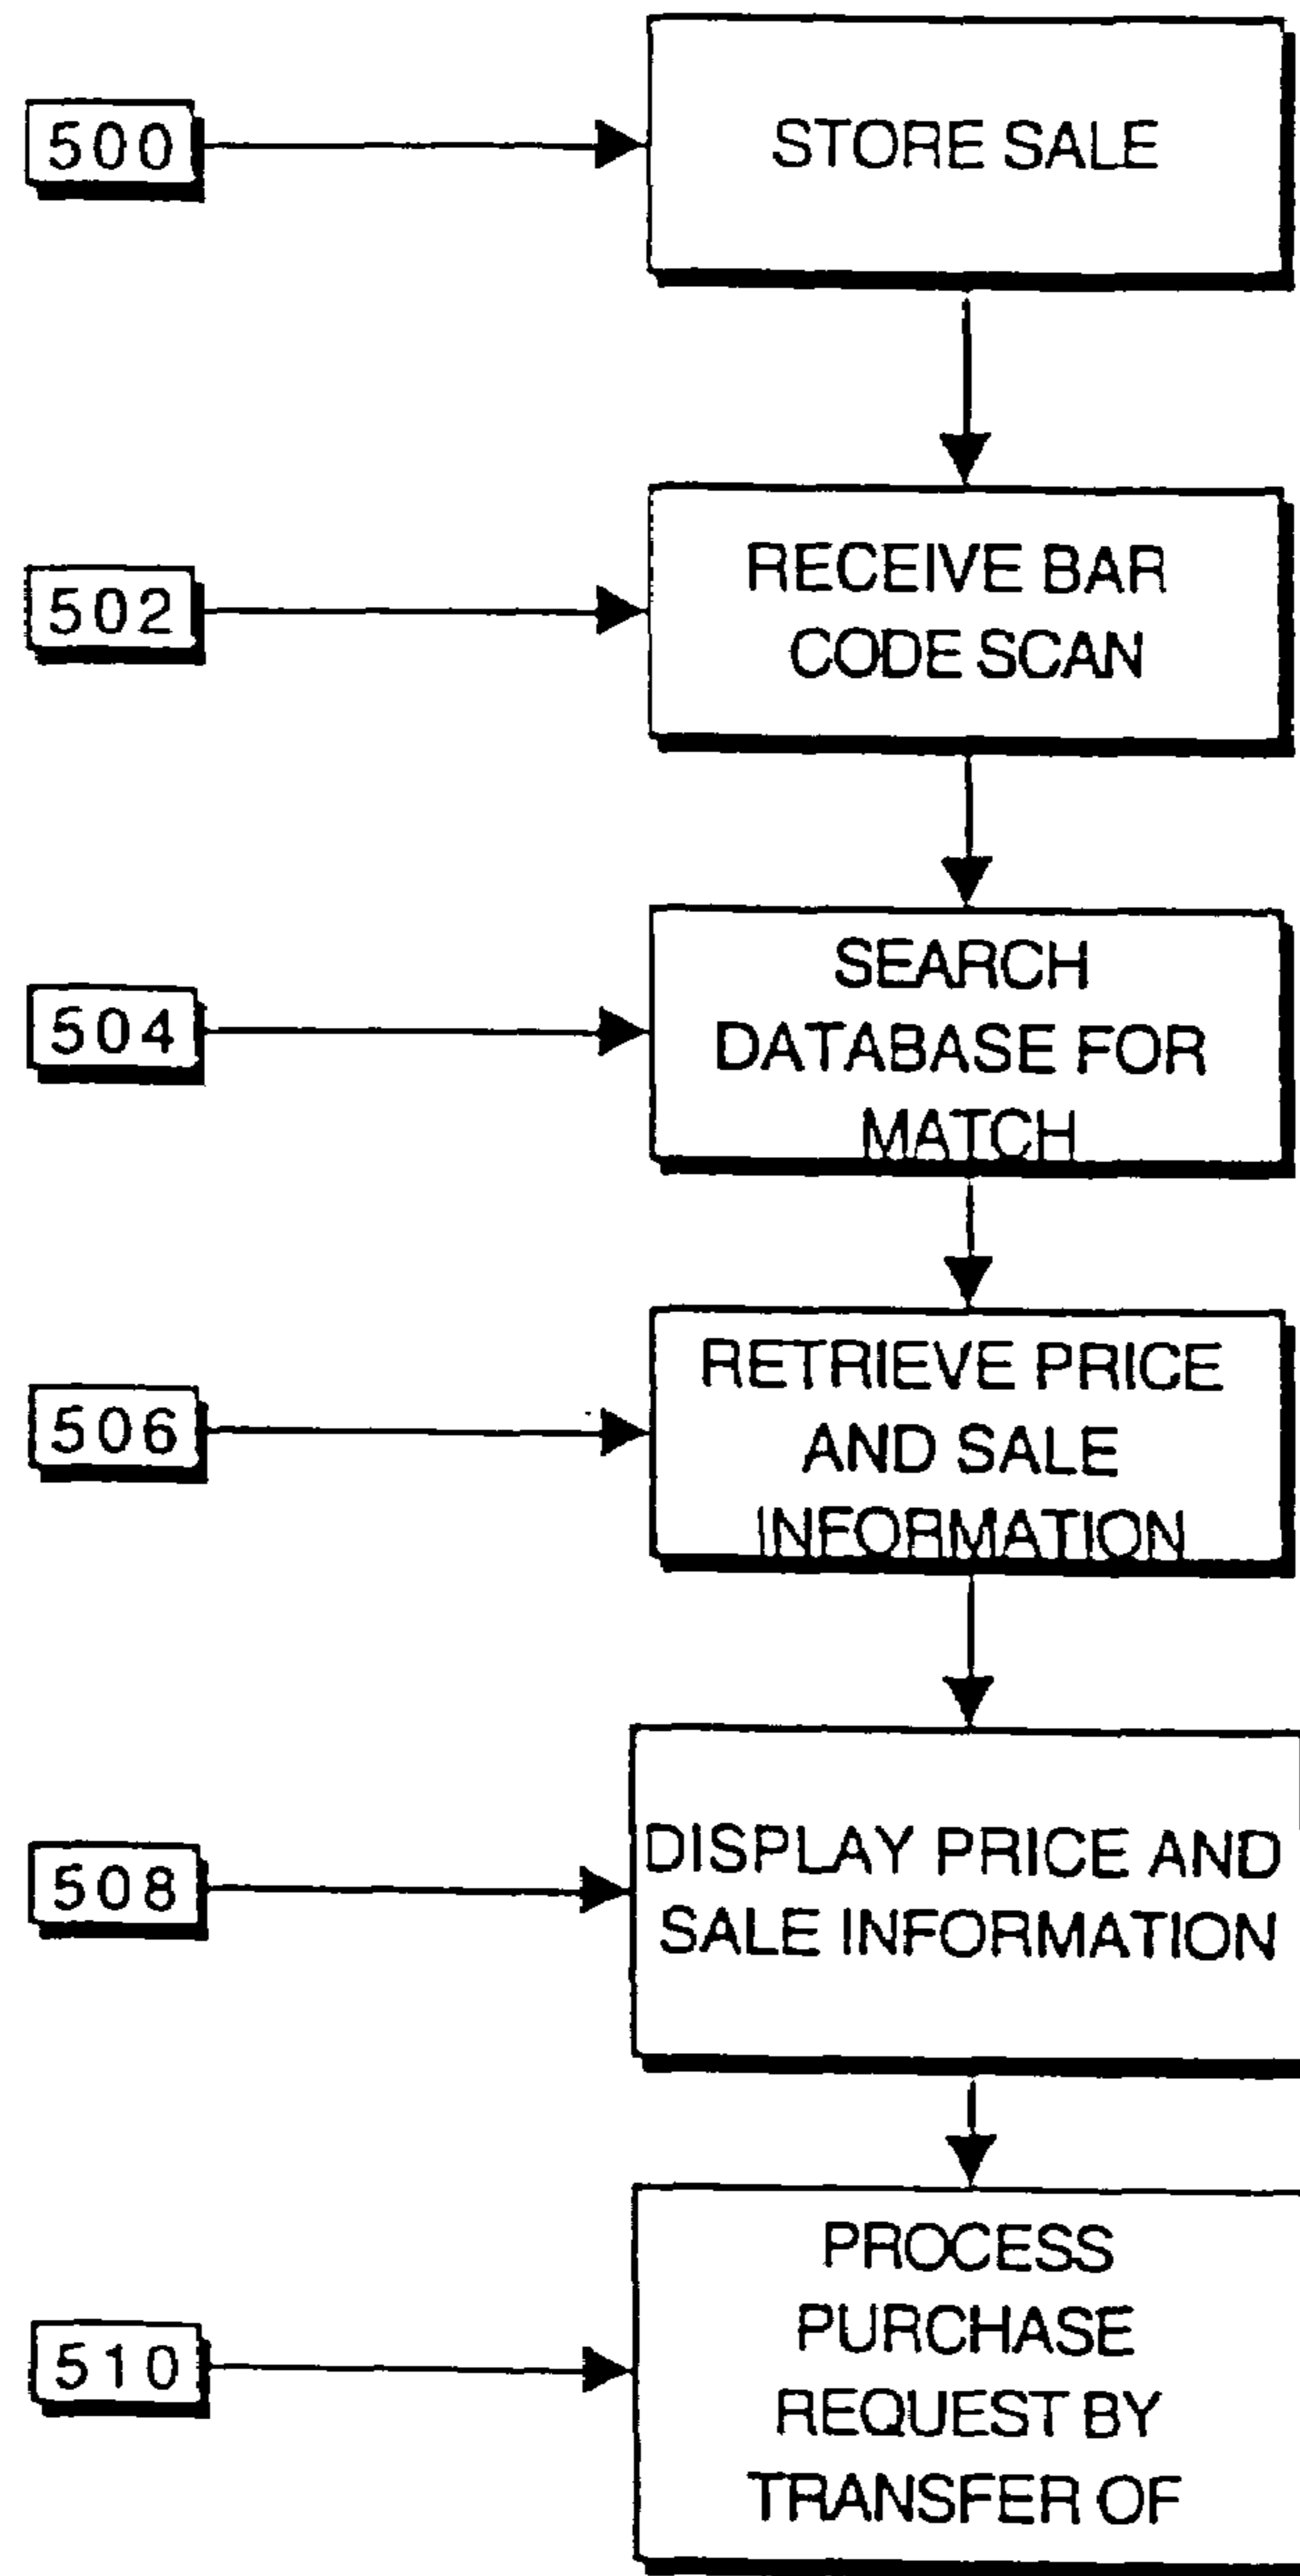 500
STORE SALE
502
RECEIVE BAR
CODE SCAN
504
SEARCH
DATABASE FOR
MATCH
506
RETRIEVE PRICE
AND SALE
INFORMATION
508
DISPLAY PRICE AND
SALE INFORMATION
510
PROCESS
PURCHASE
REQUEST BY
TRANSFER OF